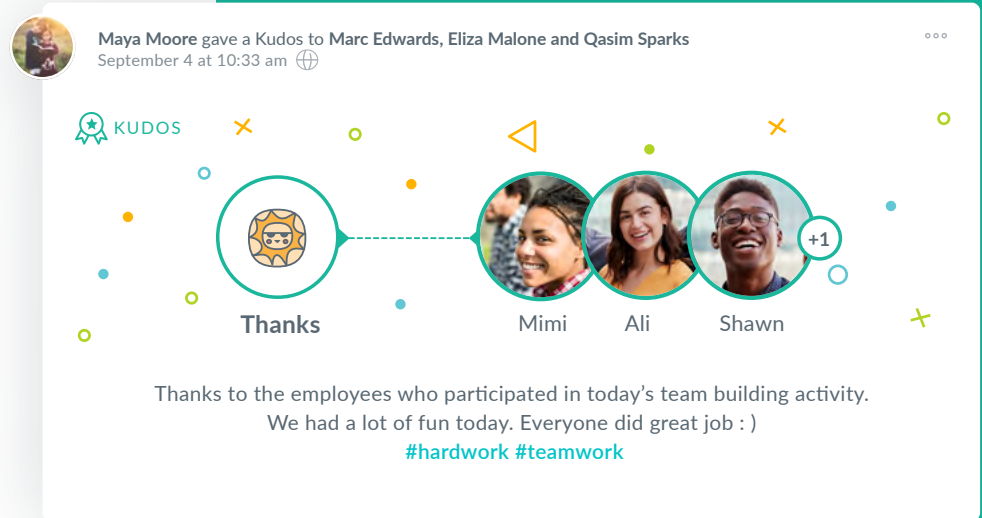 Maya Moore gave a Kudos to Marc Edwards, Eliza Malone and Qasim Sparks
September 4 at 10:33 am
KUDOS
+1
Thanks
Mimi
Ali
Shawn
Thanks to the employees who participated in today’s team building activity.
We had a lot of fun today. Everyone did great job : )
#hardwork #teamwork